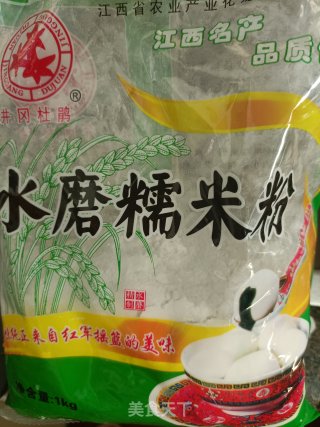 江西省农业产业化
江西名产
品质
JINGGANG DUJUAN
井冈杜鹃
水磨糯米粉
纯正来自红军摇篮的美味
净含量:1kg
美食天下